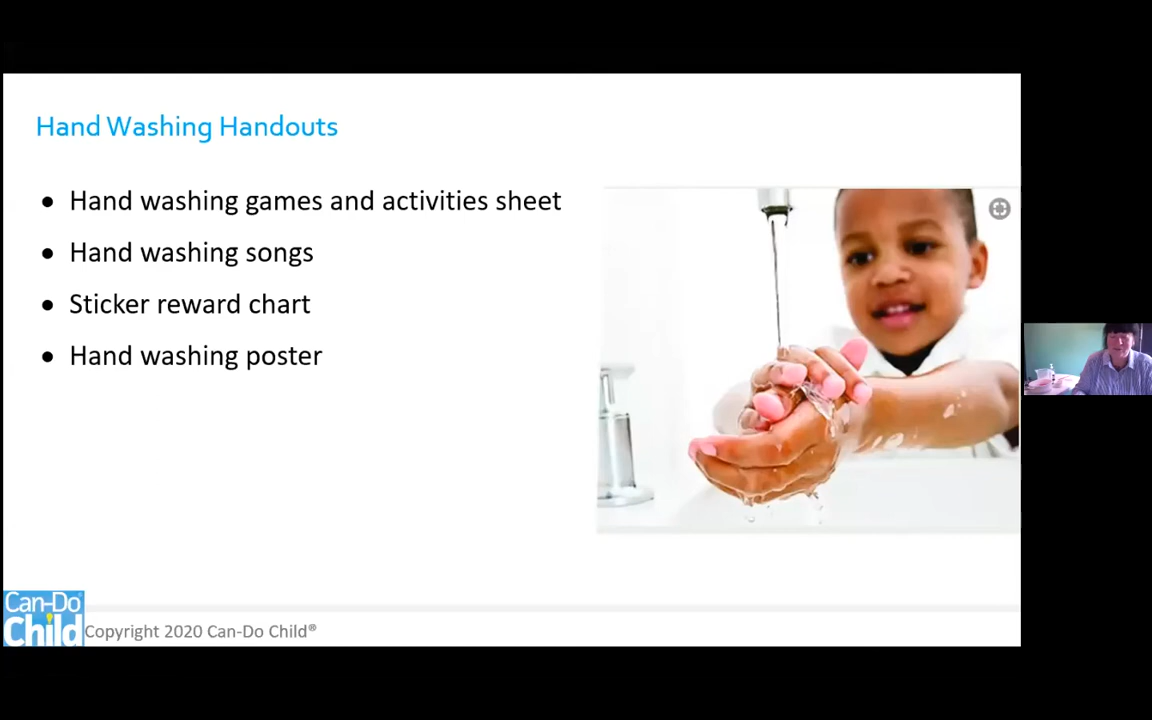 Hand Washing Handouts
• Hand washing games and activities sheet
• Hand washing songs
• Sticker reward chart
• Hand washing poster
Can-Do
Child
Copyright 2020 Can-Do Child®